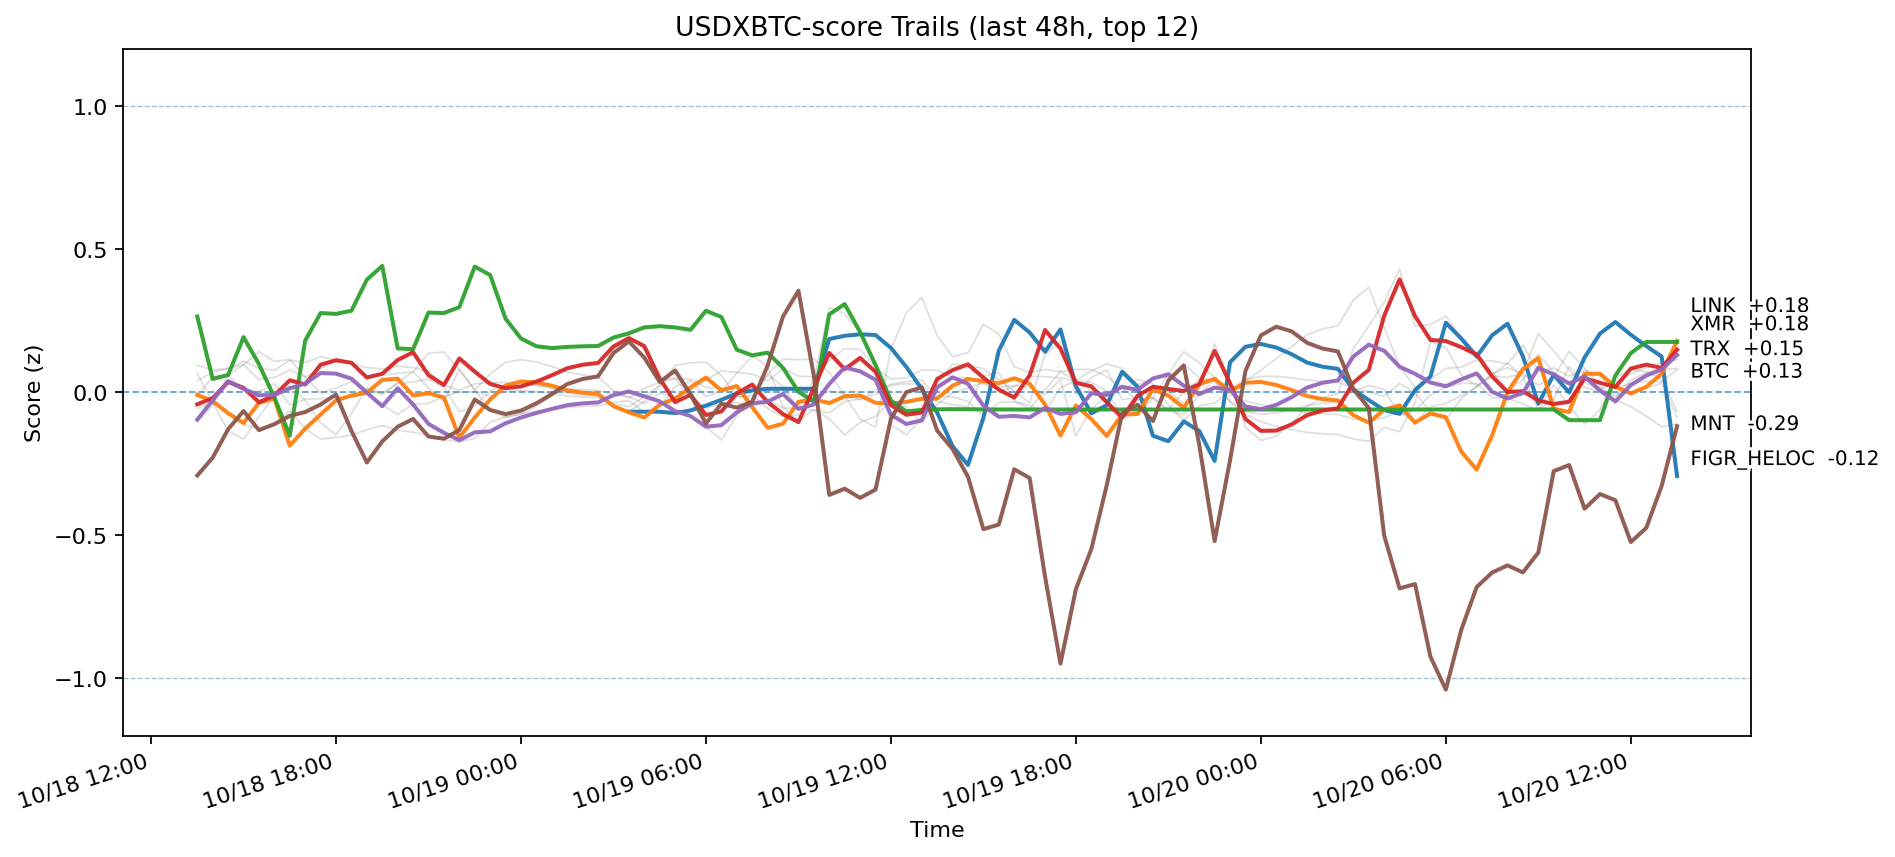 USDXBTC-score Trails (last 48h, top 12)
Score (z)
1.0
0.5
0.0
−0.5
−1.0
LINK +0.18
XMR +0.18
TRX +0.15
BTC +0.13
MNT -0.29
FIGR_HELOC -0.12
10/18 12:00
10/18 18:00
10/19 00:00
10/19 06:00
10/19 12:00
10/19 18:00
10/20 00:00
10/20 06:00
10/20 12:00
Time